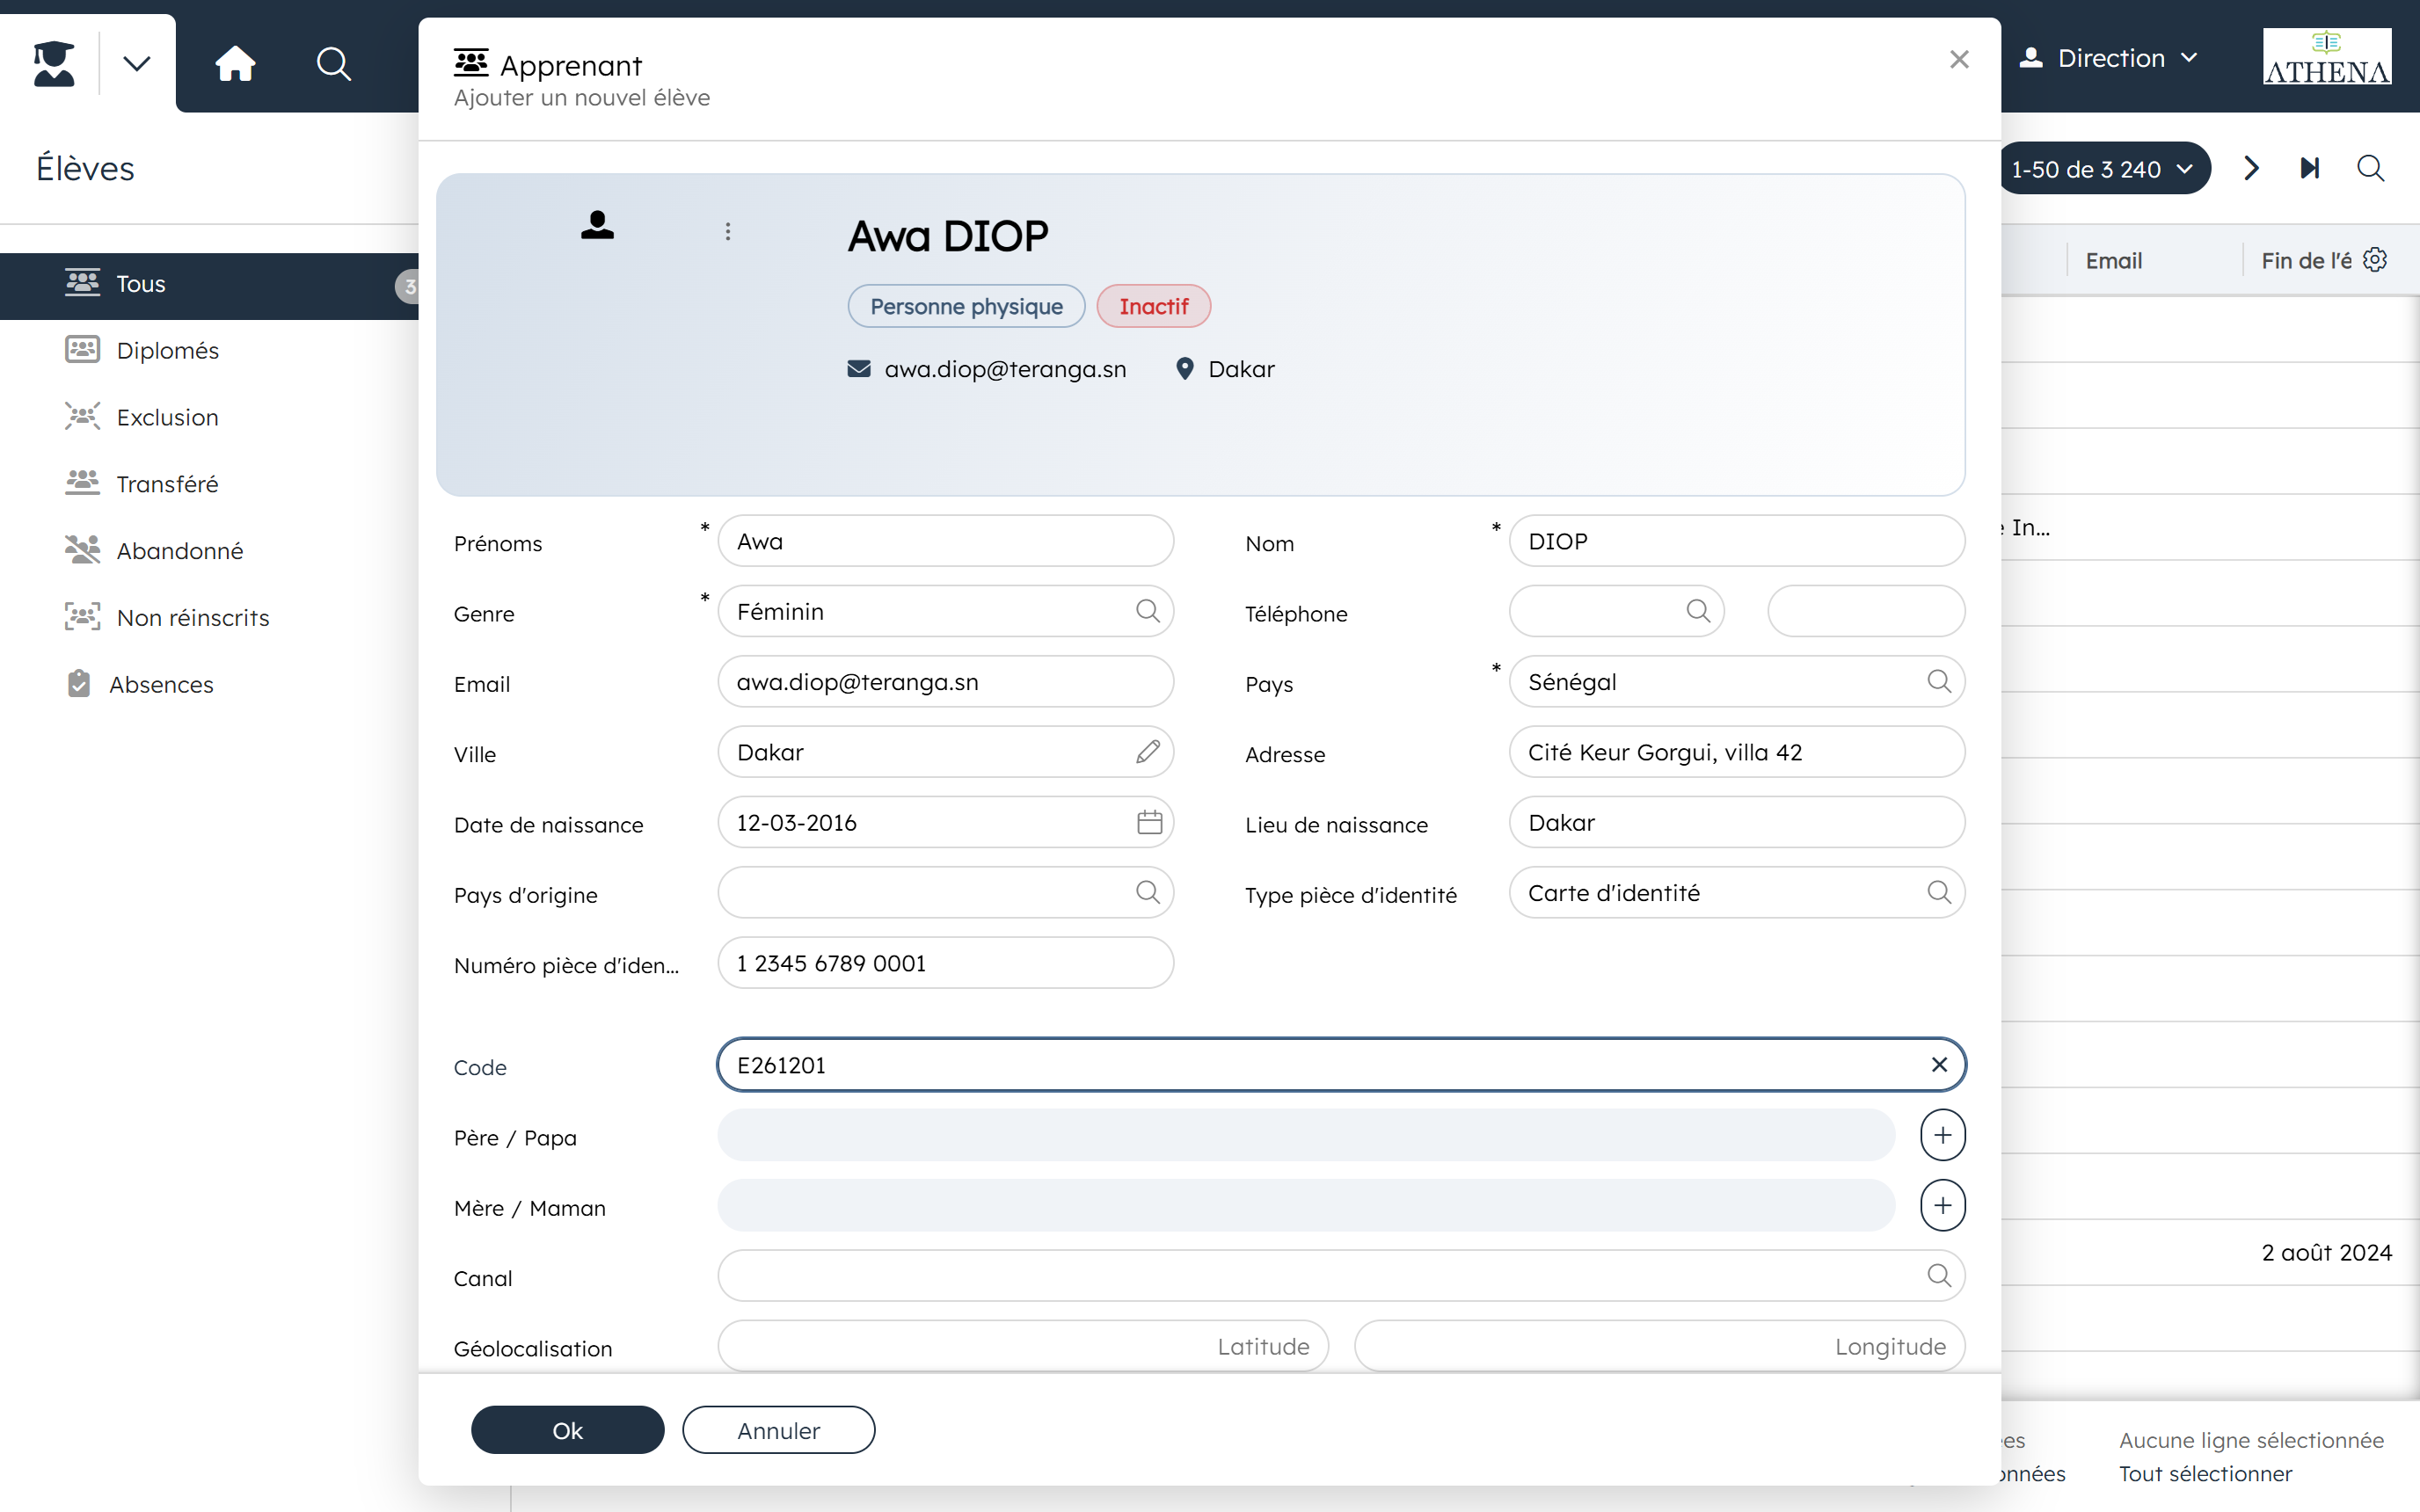 Apprenant
Ajouter un nouvel élève
Direction
ATHENA
Élèves
1-50 de 3 240
Tous
3
Diplomés
Exclusion
Transféré
Abandonné
Non réinscrits
Absences
Awa DIOP
Personne physique
Inactif
awa.diop@teranga.sn
Dakar
Email
Fin de l'é
In...
Prénoms * Awa
Nom * DIOP
Genre * Féminin
Téléphone
Email awa.diop@teranga.sn
Pays * Sénégal
Ville Dakar
Adresse Cité Keur Gorgui, villa 42
Date de naissance 12-03-2016
Lieu de naissance Dakar
Pays d'origine
Type pièce d'identité Carte d'identité
Numéro pièce d'iden... 1 2345 6789 0001
Code E261201
Père / Papa
Mère / Maman
Canal
Géolocalisation Latitude Longitude
2 août 2024
Ok
Annuler
Aucune ligne sélectionnée
Tout sélectionner